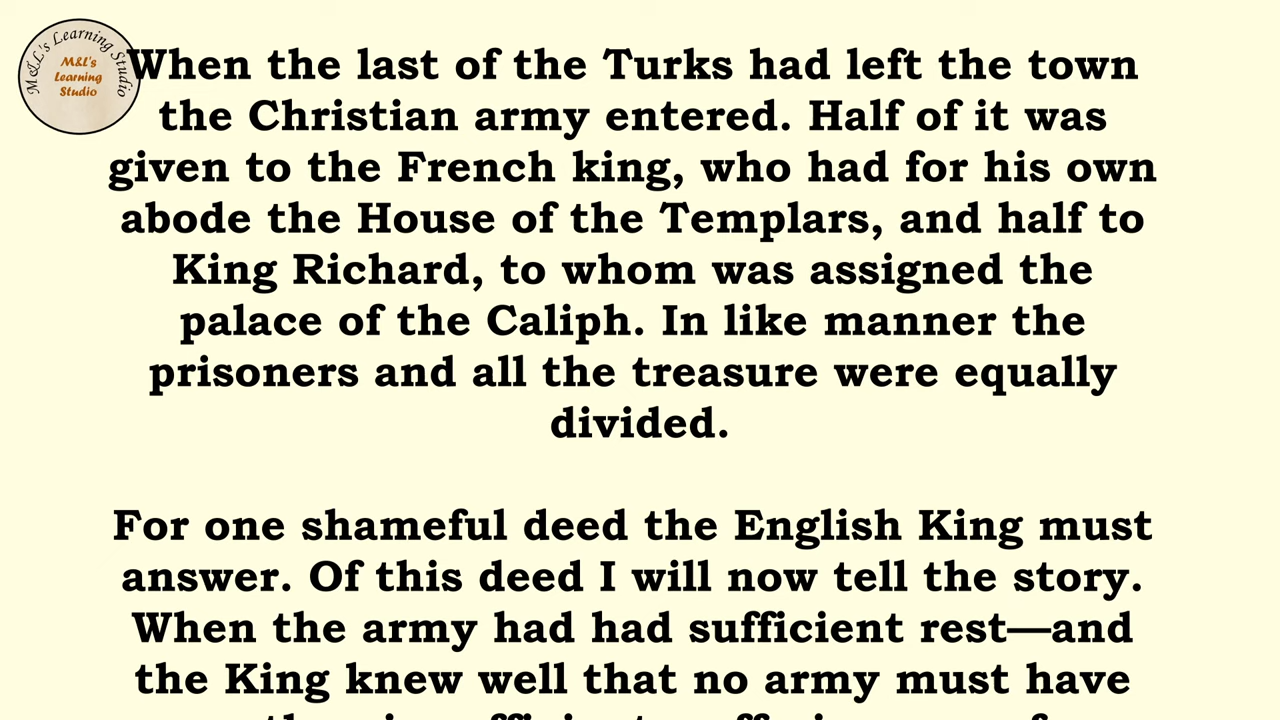 M&L's Learning Studio
M&L's
Learning
Studio
When the last of the Turks had left the town
the Christian army entered. Half of it was
given to the French king, who had for his own
abode the House of the Templars, and half to
King Richard, to whom was assigned the
palace of the Caliph. In like manner the
prisoners and all the treasure were equally
divided.
For one shameful deed the English King must
answer. Of this deed I will now tell the story.
When the army had had sufficient rest—and
the King knew well that no army must have